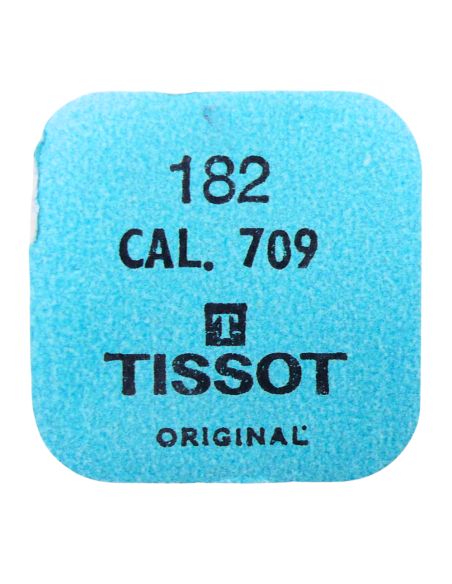 182
CAL. 709
T
TISSOT
ORIGINAL